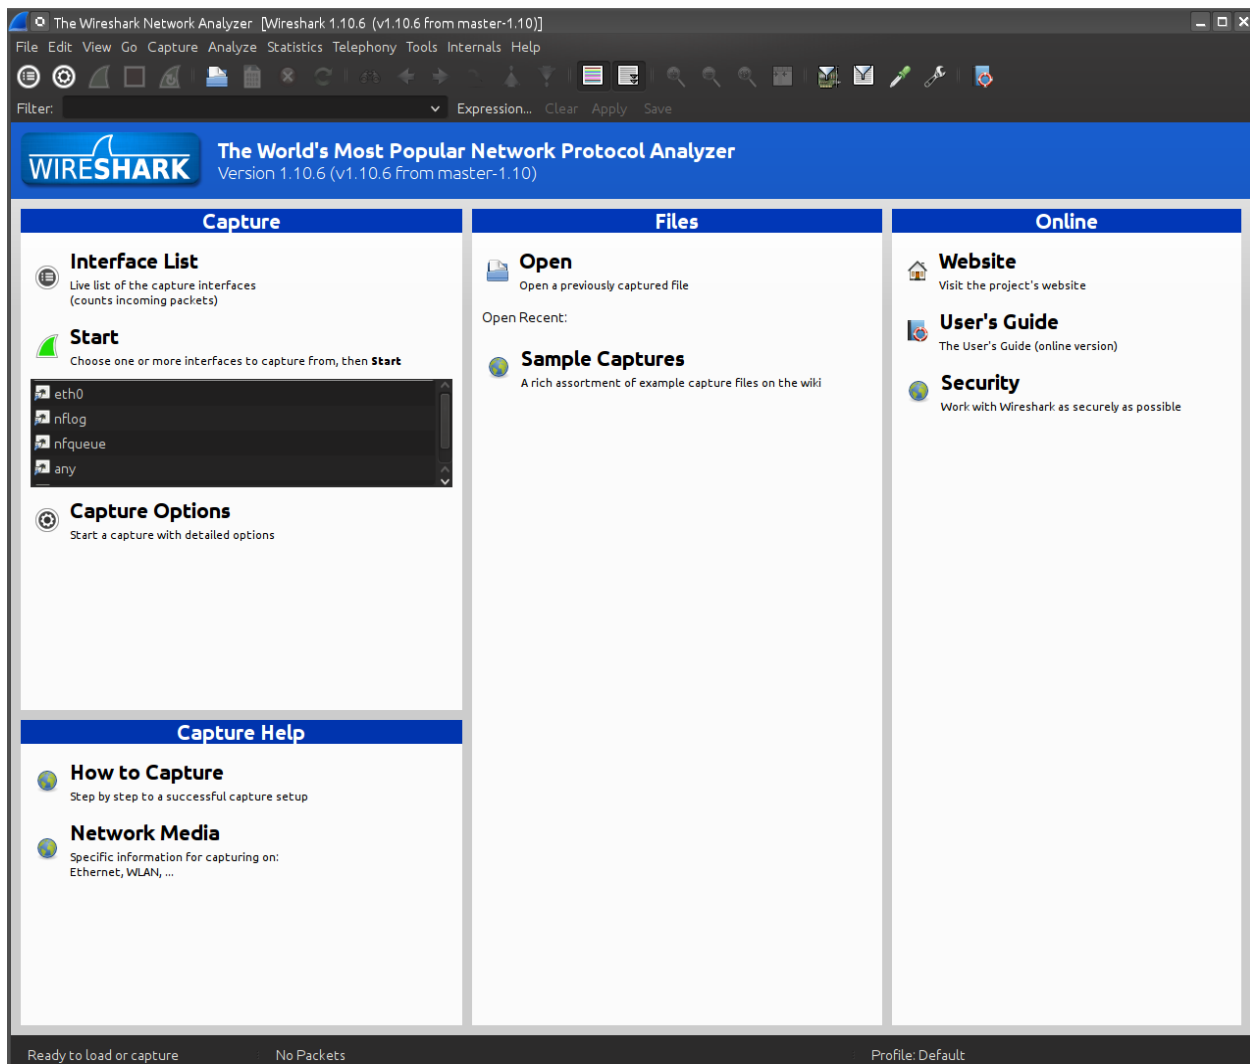 The Wireshark Network Analyzer [Wireshark 1.10.6 (v1.10.6 from master-1.10)]
File Edit View Go Capture Analyze Statistics Telephony Tools Internals Help
Filter: Expression... Clear Apply Save
WIRESHARK
The World's Most Popular Network Protocol Analyzer
Version 1.10.6 (v1.10.6 from master-1.10)
Capture
Interface List
Live list of the capture interfaces
(counts incoming packets)
Start
Choose one or more interfaces to capture from, then Start
eth0
nflog
nfqueue
any
Capture Options
Start a capture with detailed options
Capture Help
How to Capture
Step by step to a successful capture setup
Network Media
Specific information for capturing on:
Ethernet, WLAN, ...
Files
Open
Open a previously captured file
Open Recent:
Sample Captures
A rich assortment of example capture files on the wiki
Online
Website
Visit the project's website
User's Guide
The User's Guide (online version)
Security
Work with Wireshark as securely as possible
Ready to load or capture No Packets Profile: Default